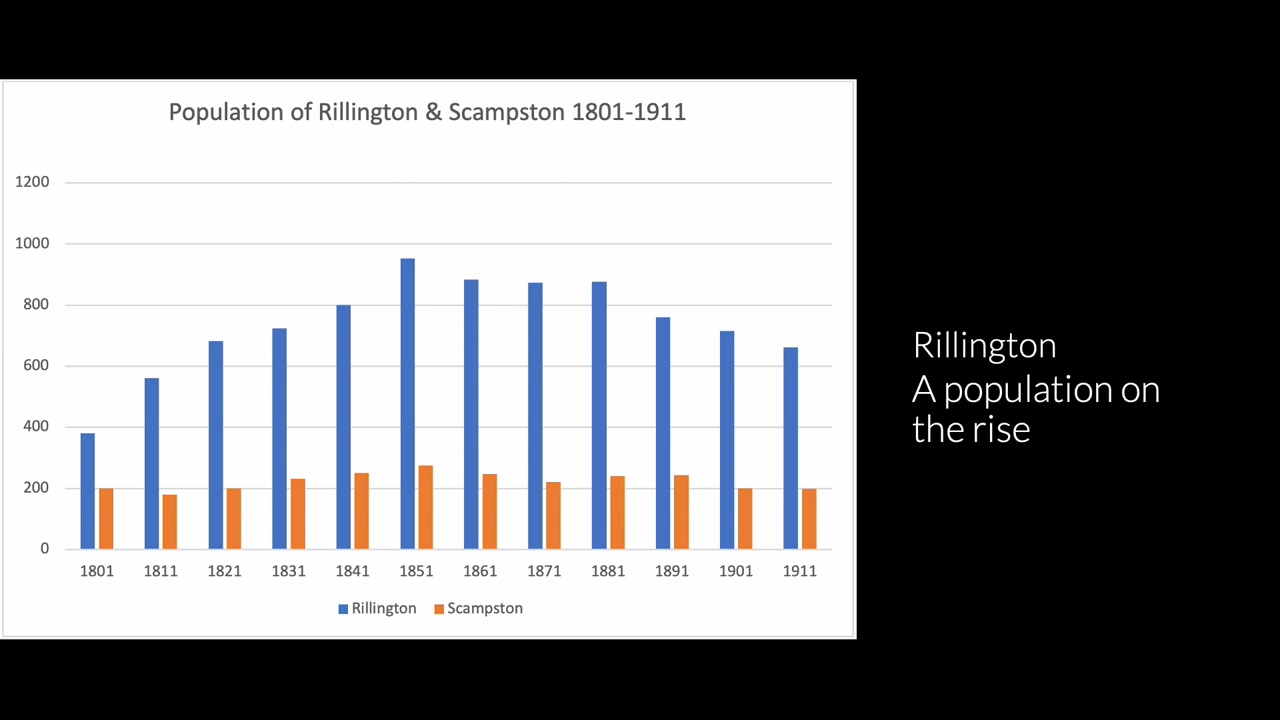 Population of Rillington & Scampston 1801-1911
1200
1000
800
600
400
200
0
1801 1811 1821 1831 1841 1851 1861 1871 1881 1891 1901 1911
Rillington Scampston
Rillington
A population on
the rise